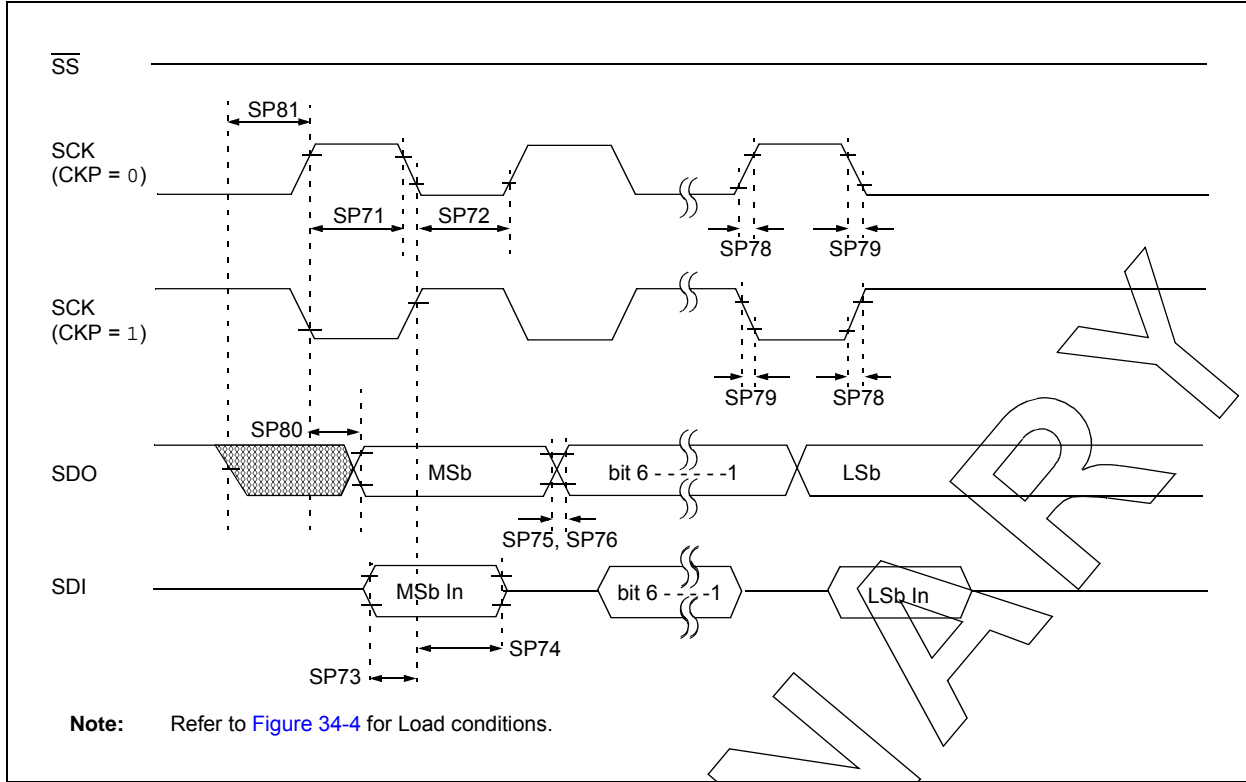 SS
SP81
SCK
(CKP = 0)
SP71
SP72
SP78
SP79
SCK
(CKP = 1)
SP79
SP78
SP80
SDO
MSb
bit 6 - - - - - -1
LSb
SP75, SP76
SDI
MSb In
bit 6 - - - - -1
LSb In
SP74
SP73
Note: Refer to Figure 34-4 for Load conditions.
V A R Y